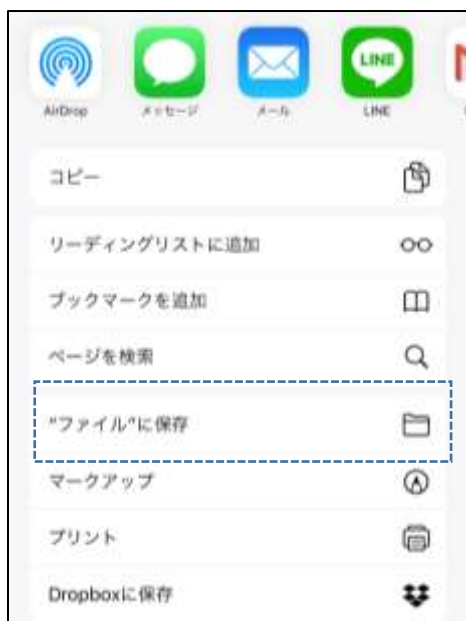 LINE
AirDrop
メッセージ
メール
LINE
コピー
リーディングリストに追加
ブックマークを追加
ページを検索
"ファイル"に保存
マークアップ
プリント
Dropboxに保存